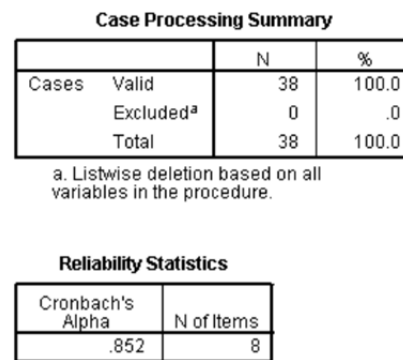 Case Processing Summary
N %
Cases Valid 38 100.0
Excludedª 0 .0
Total 38 100.0
a. Listwise deletion based on all
variables in the procedure.
Reliability Statistics
Cronbach's
Alpha N of Items
.852 8